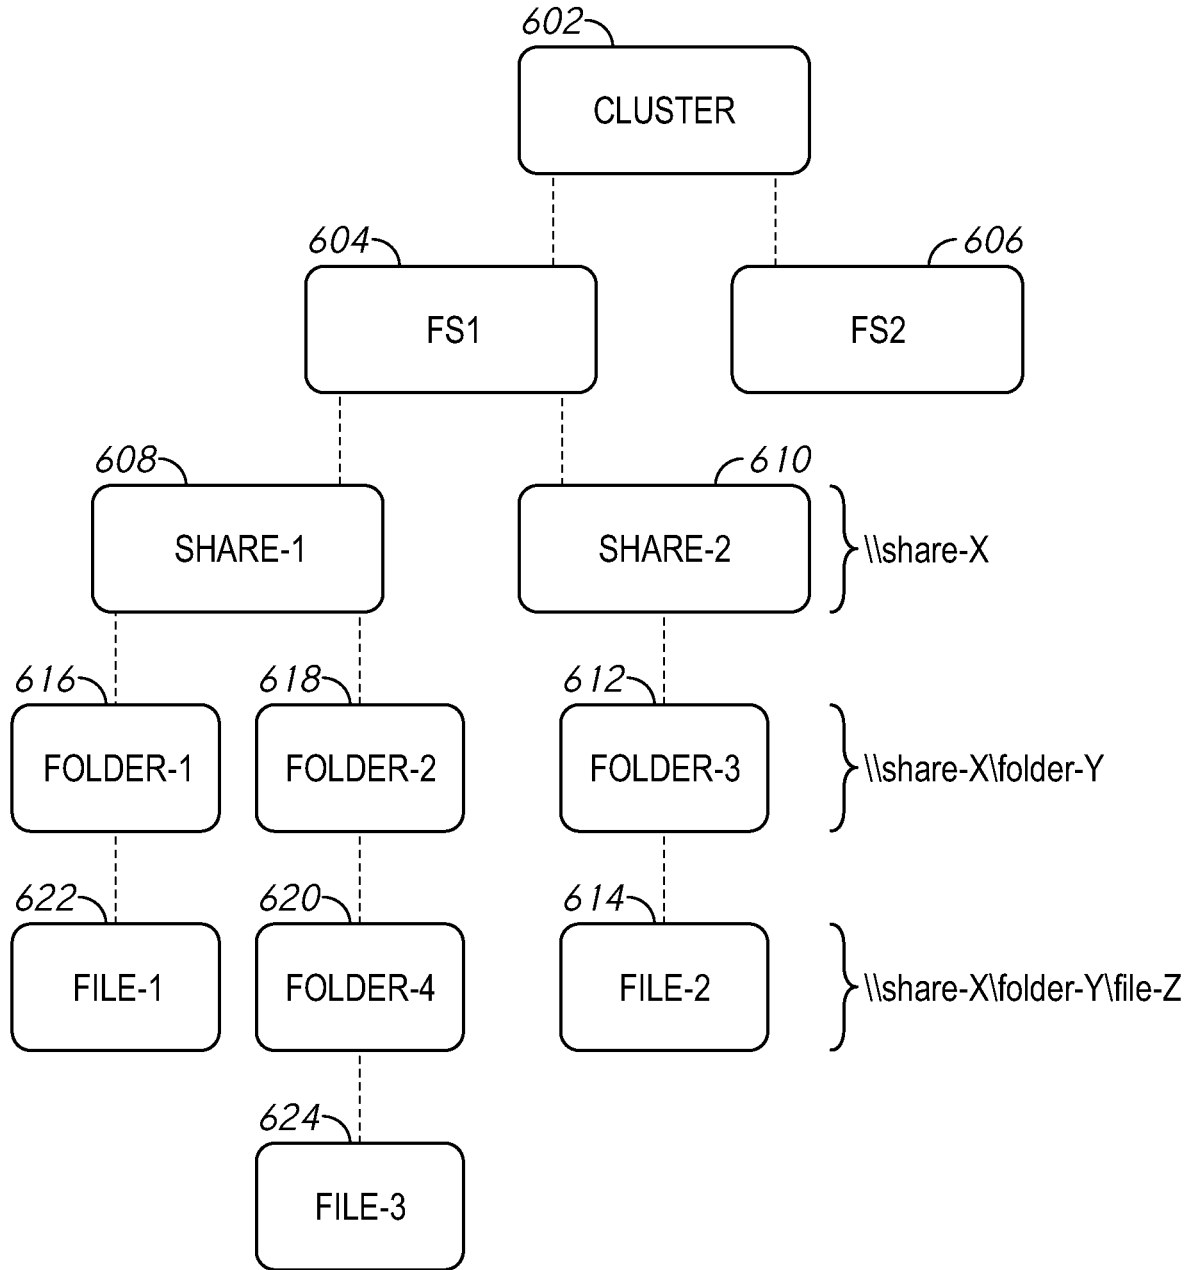 602
CLUSTER
604
606
FS1
FS2
608
610
SHARE-1
SHARE-2
\\share-X
616
618
612
FOLDER-1
FOLDER-2
FOLDER-3
\\share-X\folder-Y
622
620
614
FILE-1
FOLDER-4
FILE-2
\\share-X\folder-Y\file-Z
624
FILE-3